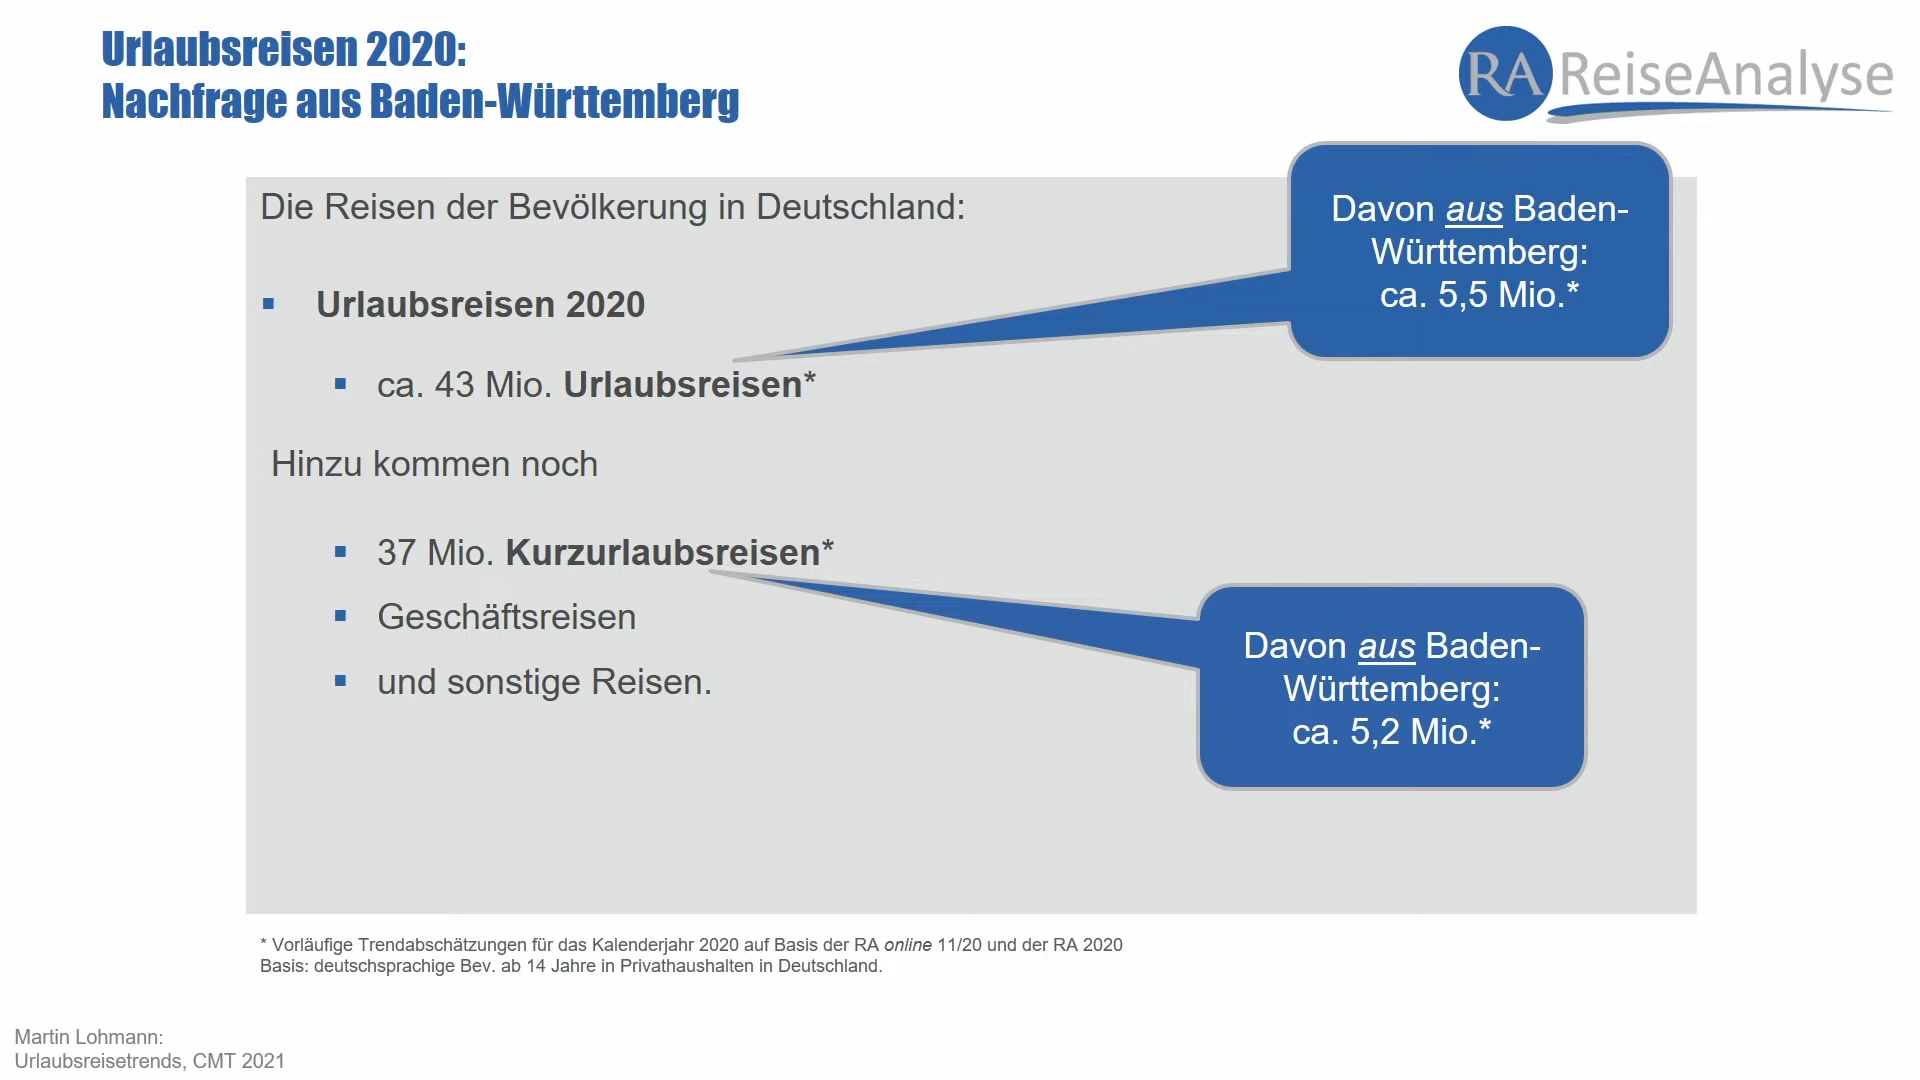 Urlaubsreisen 2020:
Nachfrage aus Baden-Württemberg
RA ReiseAnalyse
Die Reisen der Bevölkerung in Deutschland:
Davon aus Baden-
Württemberg:
ca. 5,5 Mio.*
▪ Urlaubsreisen 2020
▪ ca. 43 Mio. Urlaubsreisen*
Hinzu kommen noch
▪ 37 Mio. Kurzurlaubsreisen*
▪ Geschäftsreisen
▪ und sonstige Reisen.
Davon aus Baden-
Württemberg:
ca. 5,2 Mio.*
* Vorläufige Trendabschätzungen für das Kalenderjahr 2020 auf Basis der RA online 11/20 und der RA 2020
Basis: deutschsprachige Bev. ab 14 Jahre in Privathaushalten in Deutschland.
Martin Lohmann:
Urlaubsreisetrends, CMT 2021